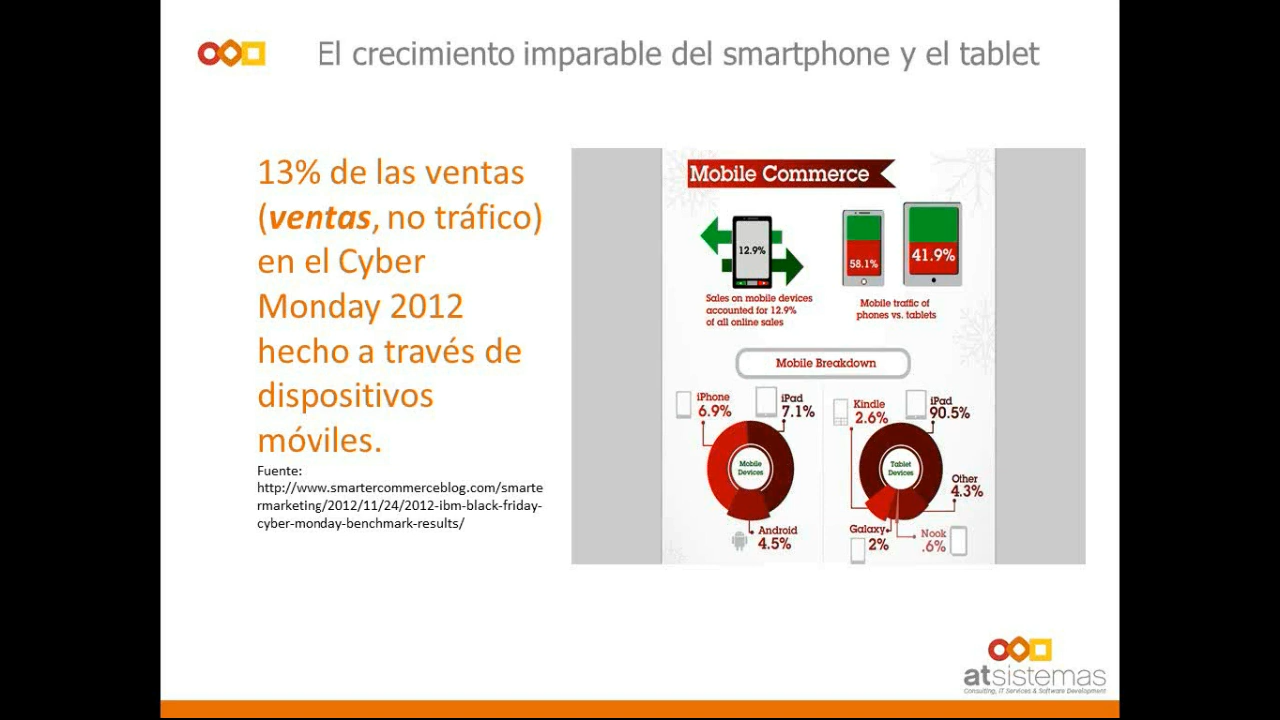 El crecimiento imparable del smartphone y el tablet
13% de las ventas
(ventas, no tráfico)
en el Cyber
Monday 2012
hecho a través de
dispositivos
móviles.
Fuente:
http://www.smartercommerceblog.com/smarte
rmarketing/2012/11/24/2012-ibm-black-friday-
cyber-monday-benchmark-results/
Mobile Commerce
12.9%
58.1%
41.9%
Sales on mobile devices
accounted for 12.9%
of all online sales
Mobile traffic of
phones vs. tablets
Mobile Breakdown
iPhone
6.9%
iPad
7.1%
Mobile
Devices
Android
4.5%
Kindle
2.6%
iPad
90.5%
Tablet
Devices
Other
4.3%
Galaxy
2%
Nook
.6%
atsistemas
Consulting, IT Services & Software Development